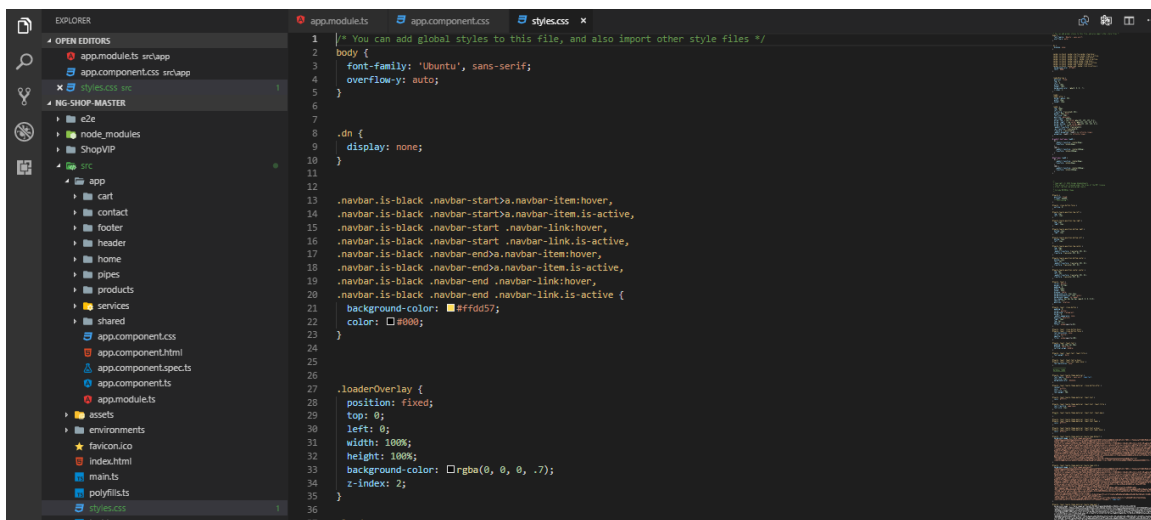 EXPLORER
OPEN EDITORS
app.module.ts src\app
app.component.css src\app
styles.css src 1
NG-SHOP-MASTER
e2e
node_modules
ShopVIP
src
app
cart
contact
footer
header
home
pipes
products
services
shared
app.component.css
app.component.html
app.component.spec.ts
app.component.ts
app.module.ts
assets
environments
favicon.ico
index.html
main.ts
polyfills.ts
styles.css 1
app.module.ts app.component.css styles.css
1 /* You can add global styles to this file, and also import other style files */
2 body {
3 font-family: 'Ubuntu', sans-serif;
4 overflow-y: auto;
5 }
6
7
8 .dn {
9 display: none;
10 }
11
12
13 .navbar.is-black .navbar-start>a.navbar-item:hover,
14 .navbar.is-black .navbar-start>a.navbar-item.is-active,
15 .navbar.is-black .navbar-start .navbar-link:hover,
16 .navbar.is-black .navbar-start .navbar-link.is-active,
17 .navbar.is-black .navbar-end>a.navbar-item:hover,
18 .navbar.is-black .navbar-end>a.navbar-item.is-active,
19 .navbar.is-black .navbar-end .navbar-link:hover,
20 .navbar.is-black .navbar-end .navbar-link.is-active {
21 background-color: #ffdd57;
22 color: #000;
23 }
24
25
26
27 .loaderOverlay {
28 position: fixed;
29 top: 0;
30 left: 0;
31 width: 100%;
32 height: 100%;
33 background-color: rgba(0, 0, 0, .7);
34 z-index: 2;
35 }
36